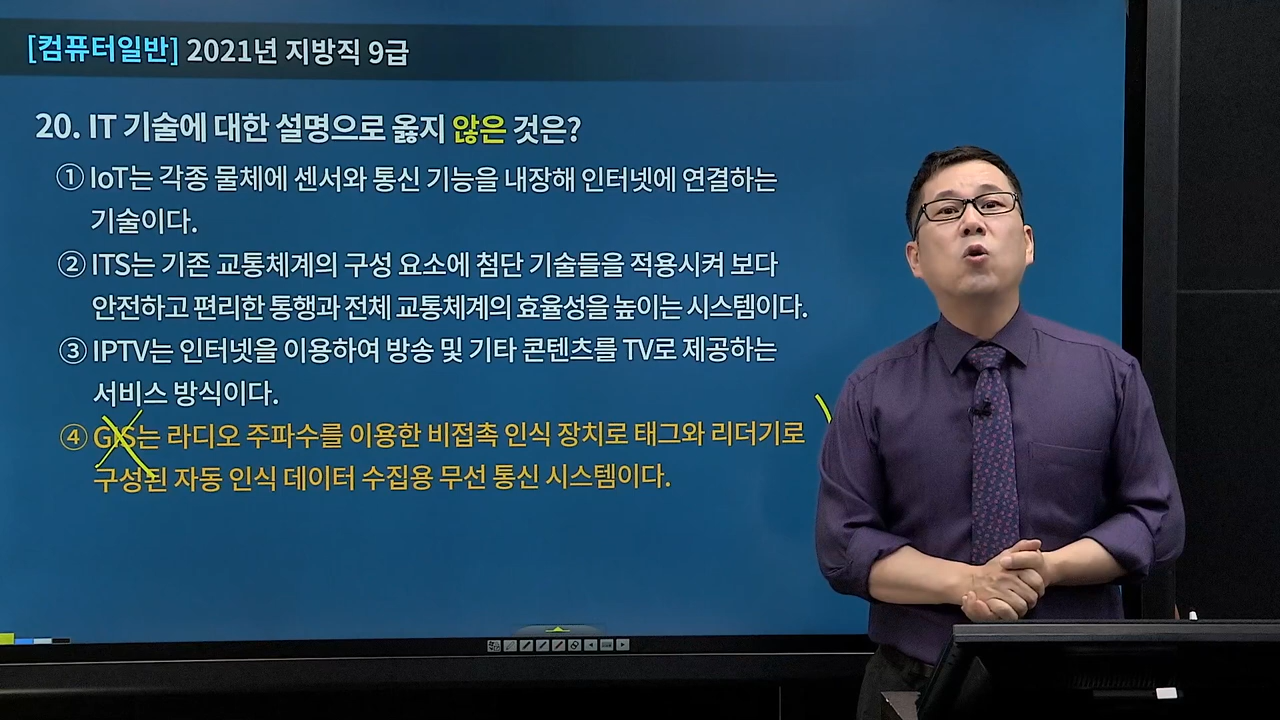 [컴퓨터일반] 2021년 지방직 9급
20. IT 기술에 대한 설명으로 옳지 않은 것은?
① IoT는 각종 물체에 센서와 통신 기능을 내장해 인터넷에 연결하는
기술이다.
② ITS는 기존 교통체계의 구성 요소에 첨단 기술들을 적용시켜 보다
안전하고 편리한 통행과 전체 교통체계의 효율성을 높이는 시스템이다.
③ IPTV는 인터넷을 이용하여 방송 및 기타 콘텐츠를 TV로 제공하는
서비스 방식이다.
④ GIS는 라디오 주파수를 이용한 비접촉 인식 장치로 태그와 리더기로
구성된 자동 인식 데이터 수집용 무선 통신 시스템이다.